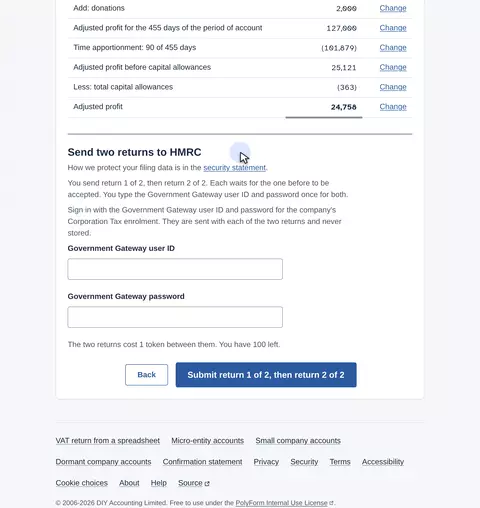 Add: donations 2,000 Change
Adjusted profit for the 455 days of the period of account 127,000 Change
Time apportionment: 90 of 455 days (101,879) Change
Adjusted profit before capital allowances 25,121 Change
Less: total capital allowances (363) Change
Adjusted profit 24,758 Change
Send two returns to HMRC
How we protect your filing data is in the security statement.
You send return 1 of 2, then return 2 of 2. Each waits for the one before to be
accepted. You type the Government Gateway user ID and password once for both.
Sign in with the Government Gateway user ID and password for the company's
Corporation Tax enrolment. They are sent with each of the two returns and never
stored.
Government Gateway user ID
Government Gateway password
The two returns cost 1 token between them. You have 100 left.
Back Submit return 1 of 2, then return 2 of 2
VAT return from a spreadsheet Micro-entity accounts Small company accounts
Dormant company accounts Confirmation statement Privacy Security Terms Accessibility
Cookie choices About Help Source
© 2006-2026 DIY Accounting Limited. Free to use under the PolyForm Internal Use License.